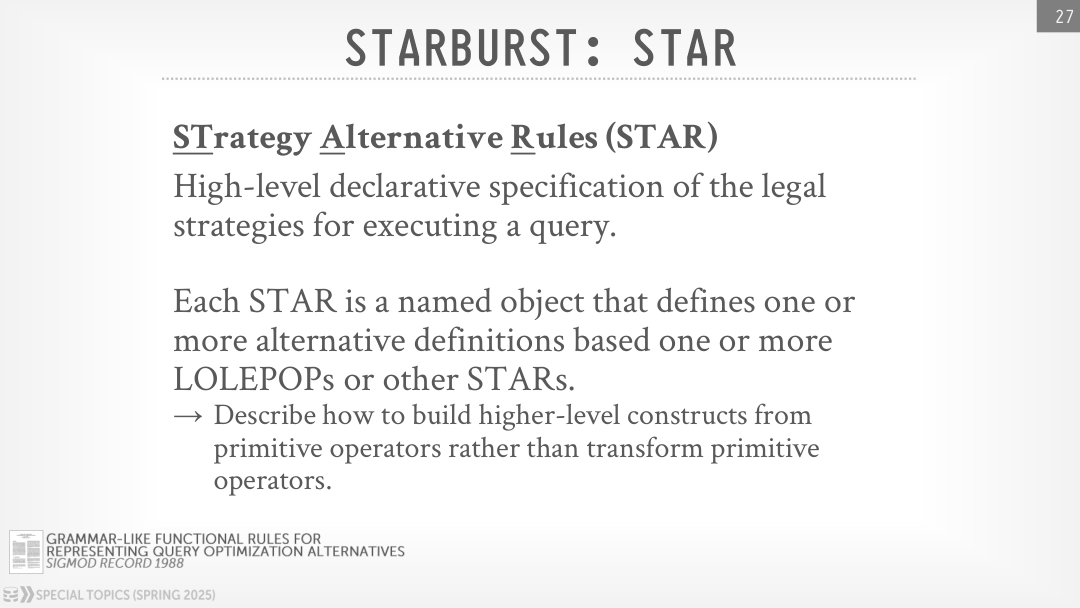 27
STARBURST: STAR
STrategy Alternative Rules (STAR)
High-level declarative specification of the legal
strategies for executing a query.
Each STAR is a named object that defines one or
more alternative definitions based one or more
LOLEPOPs or other STARs.
→ Describe how to build higher-level constructs from
primitive operators rather than transform primitive
operators.
GRAMMAR-LIKE FUNCTIONAL RULES FOR
REPRESENTING QUERY OPTIMIZATION ALTERNATIVES
SIGMOD RECORD 1988
SPECIAL TOPICS (SPRING 2025)